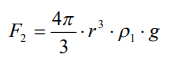 F₂ = 4π/3 · r³ · ρ₁ · g